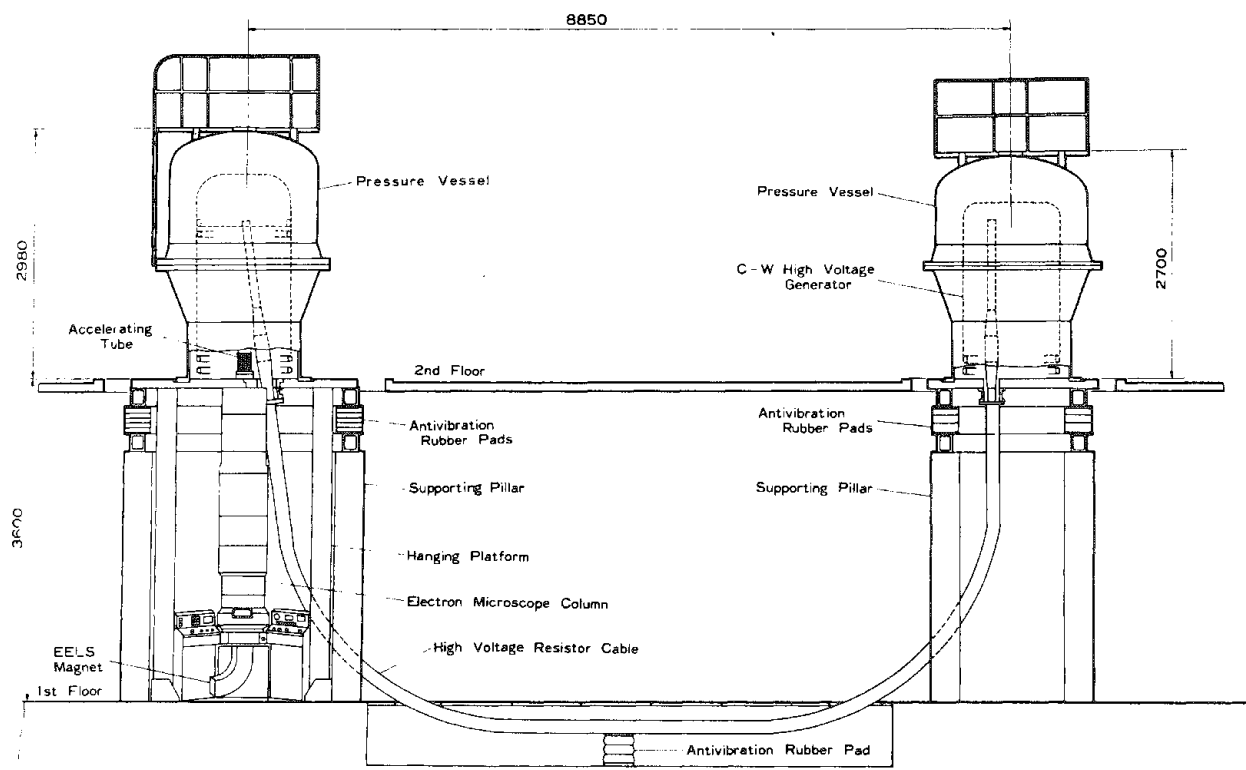 8850
Pressure Vessel
Pressure Vessel
2980
2700
C-W High Voltage
Generator
Accelerating
Tube
2nd Floor
Antivibration
Rubber Pads
Antivibration
Rubber Pads
Supporting Pillar
Supporting Pillar
3600
Hanging Platform
Electron Microscope Column
High Voltage Resistor Cable
EELS
Magnet
1st Floor
Antivibration Rubber Pad